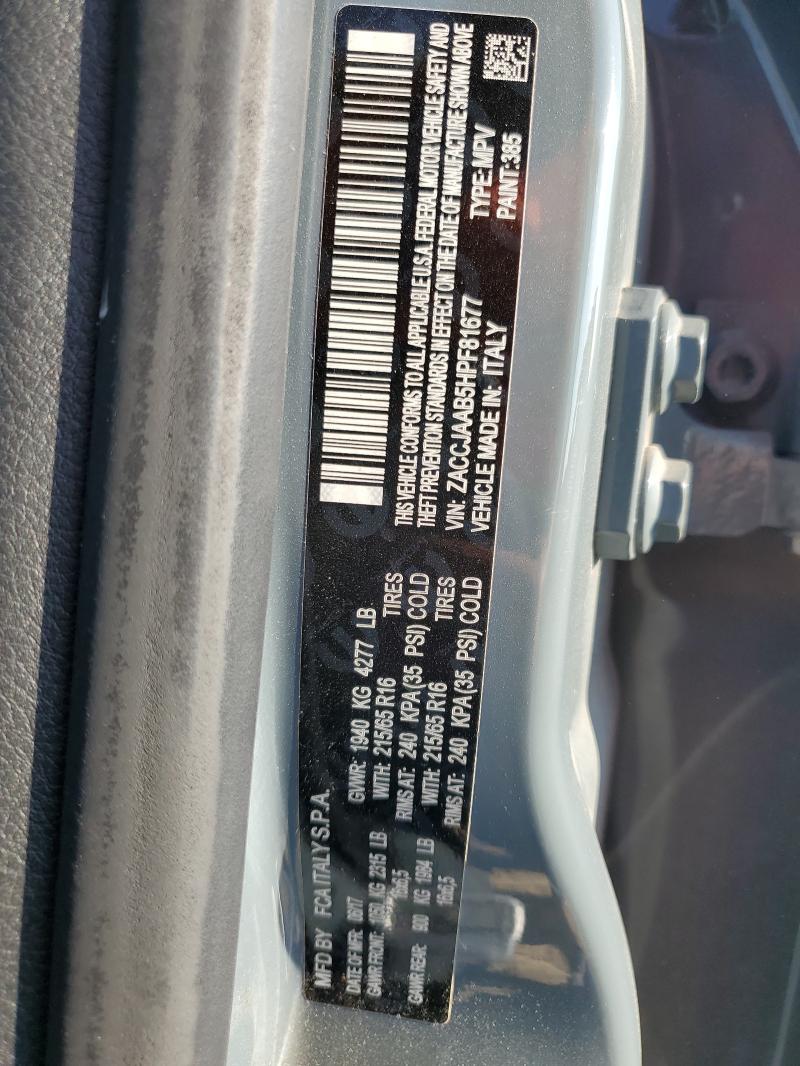 MFD BY FCA ITALY S.P.A.
DATE OF MFR: 06/17 GVWR: 1940 KG 4277 LB
GAWR FRONT: KG 2315 LB WITH: 215/65 R16 TIRES
16x6,5 RIMS AT: 240 KPA(35 PSI) COLD
GAWR REAR: KG 1984 LB WITH: 215/65 R16 TIRES
16x6,5 RIMS AT: 240 KPA(35 PSI) COLD
THIS VEHICLE CONFORMS TO ALL APPLICABLE U.S.A. FEDERAL MOTOR VEHICLE SAFETY AND
THEFT PREVENTION STANDARDS IN EFFECT ON THE DATE OF MANUFACTURE SHOWN ABOVE
VIN: ZACCJAAB5HPF81677 TYPE: MPV
VEHICLE MADE IN: ITALY PAINT: 385